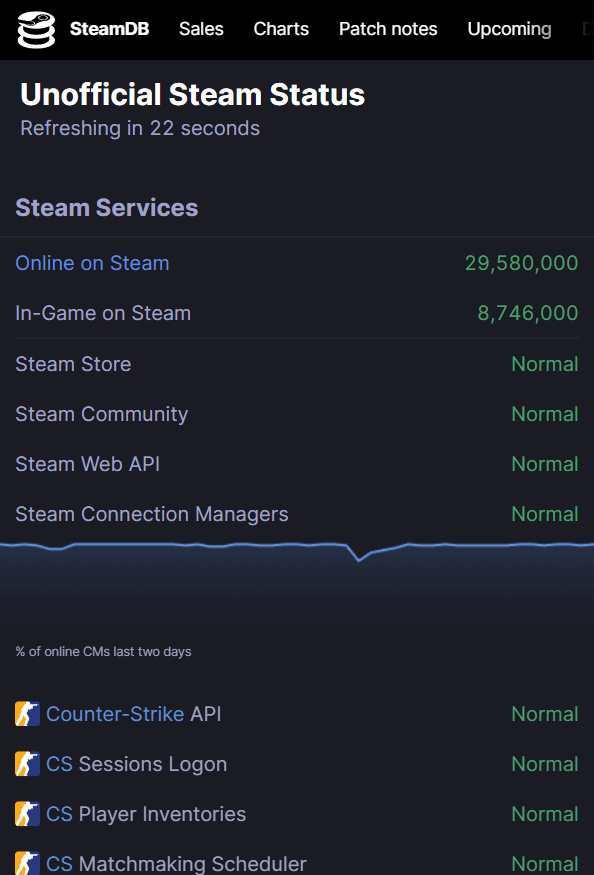 SteamDB Sales Charts Patch notes Upcoming
Unofficial Steam Status
Refreshing in 22 seconds
Steam Services
Online on Steam 29,580,000
In-Game on Steam 8,746,000
Steam Store Normal
Steam Community Normal
Steam Web API Normal
Steam Connection Managers Normal
% of online CMs last two days
Counter-Strike API Normal
CS Sessions Logon Normal
CS Player Inventories Normal
CS Matchmaking Scheduler Normal